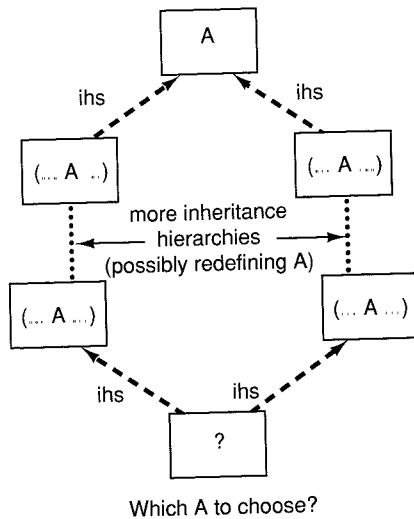 A
ihs
ihs
(.... A ..)
(.... A ....)
more inheritance
hierarchies
(possibly redefining A)
(.... A ....)
(... A ...)
ihs
ihs
?
Which A to choose?